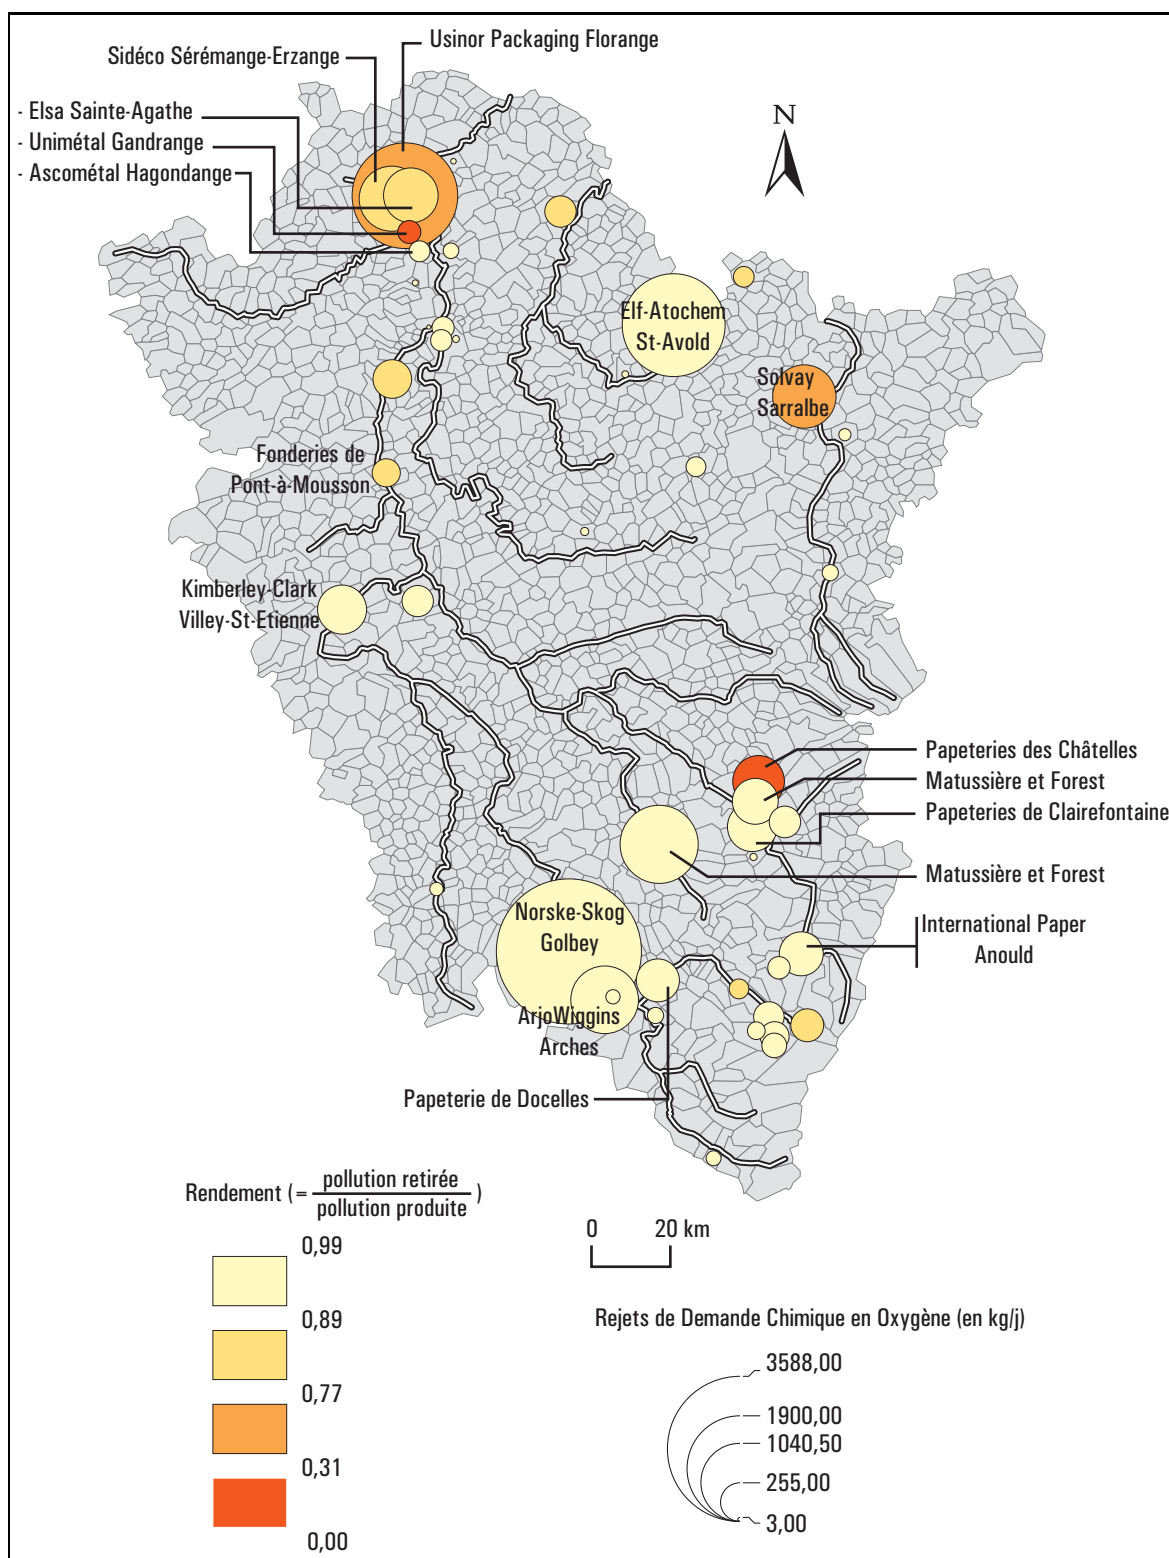 Usinor Packaging Florange
Sidéco Sérémange-Erzange
- Elsa Sainte-Agathe
- Unimétal Gandrange
- Ascométal Hagondange
N
Elf-Atochem
St-Avold
Solvay
Sarralbe
Fonderies de
Pont-à-Mousson
Kimberley-Clark
Villey-St-Etienne
Papeteries des Châtelles
Matussière et Forest
Papeteries de Clairefontaine
Matussière et Forest
Norske-Skog
Golbey
International Paper
Anould
ArjoWiggins
Arches
Papeterie de Docelles
Rendement ( = pollution retirée
pollution produite )
0,99
0,89
0,77
0,31
0,00
0 20 km
Rejets de Demande Chimique en Oxygène (en kg/j)
3588,00
1900,00
1040,50
255,00
3,00